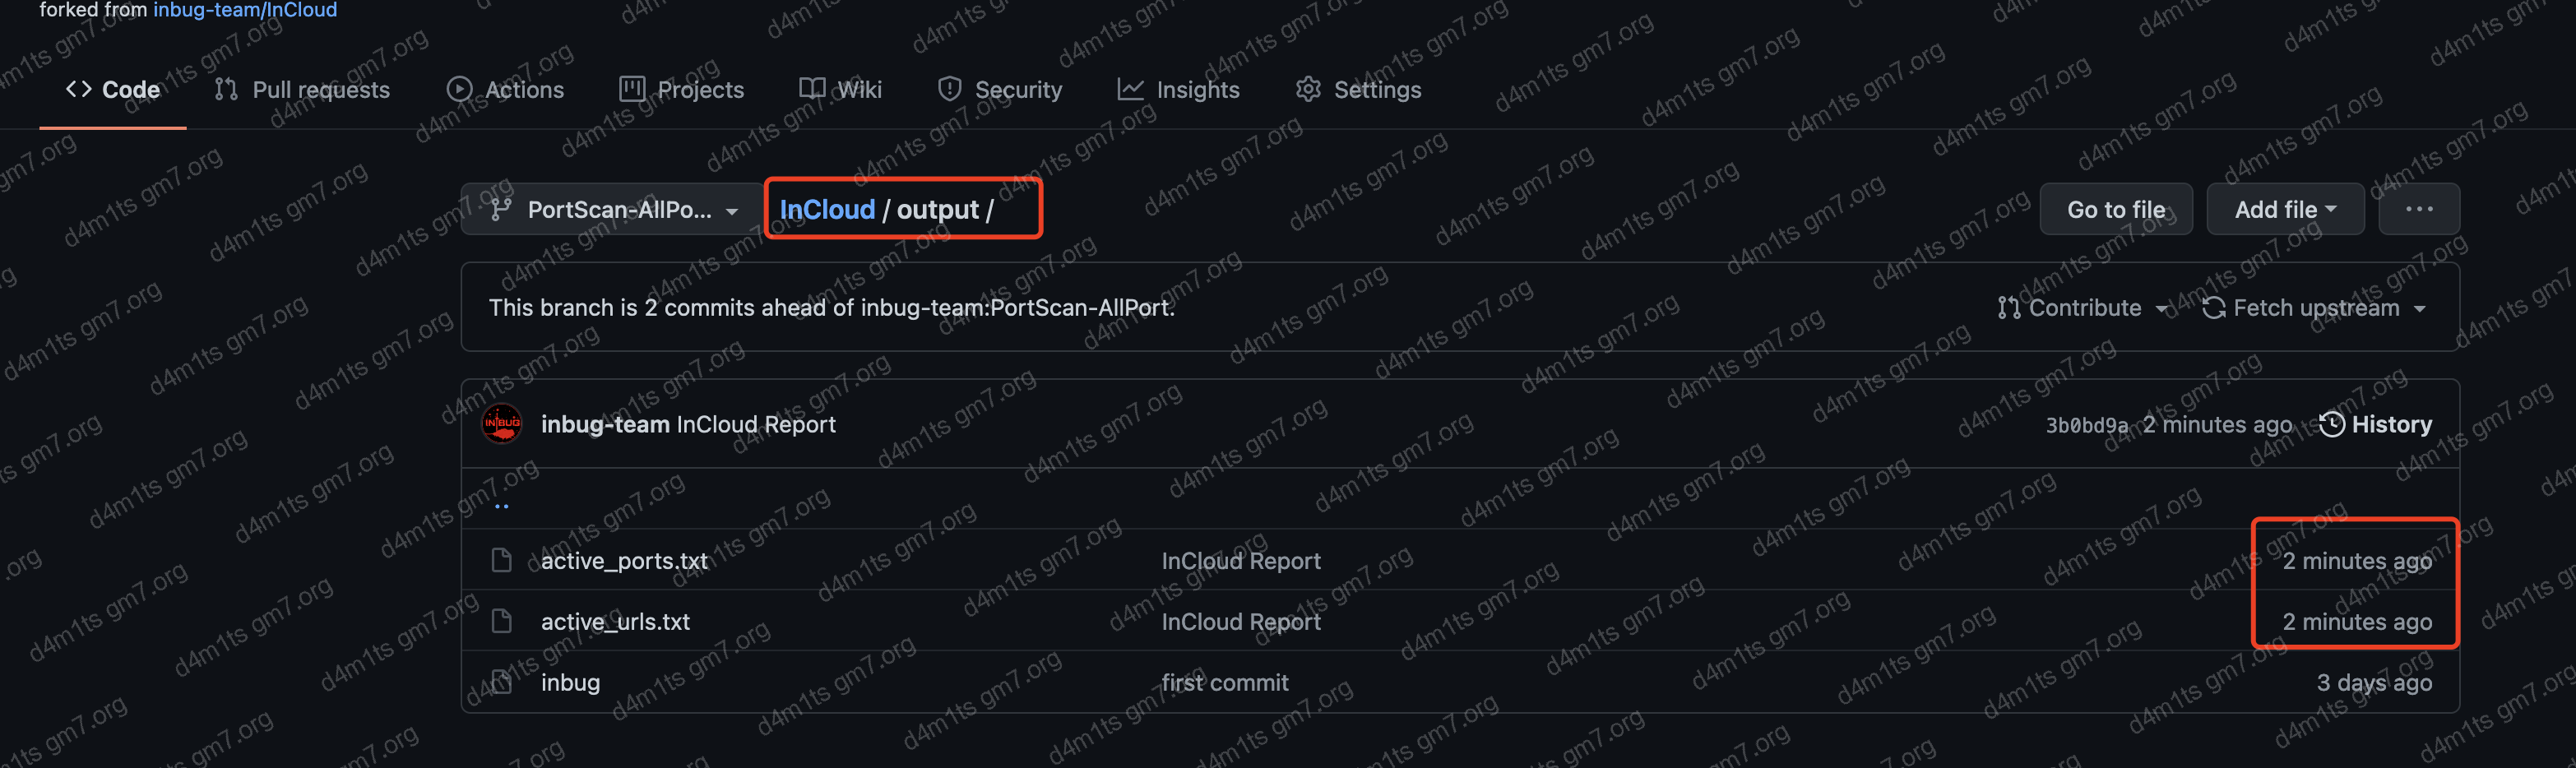 forked from inbug-team/InCloud
Code Pull requests Actions Projects Wiki Security Insights Settings
PortScan-AllPo... InCloud / output / Go to file Add file ...
This branch is 2 commits ahead of inbug-team:PortScan-AllPort. Contribute Fetch upstream
INBUG inbug-team InCloud Report 3b0bd9a 2 minutes ago History
..
active_ports.txt InCloud Report 2 minutes ago
active_urls.txt InCloud Report 2 minutes ago
inbug first commit 3 days ago
d4m1ts gm7.org